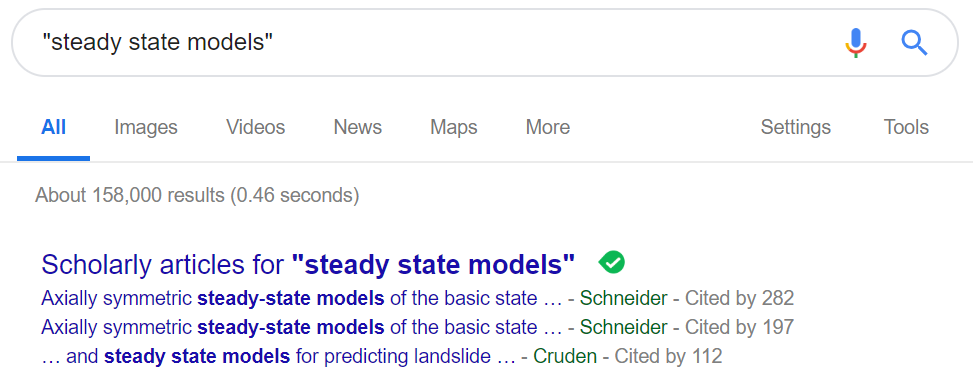 "steady state models"
All Images Videos News Maps More Settings Tools
About 158,000 results (0.46 seconds)
Scholarly articles for "steady state models"
Axially symmetric steady-state models of the basic state … - Schneider - Cited by 282
Axially symmetric steady-state models of the basic state … - Schneider - Cited by 197
… and steady state models for predicting landslide … - Cruden - Cited by 112